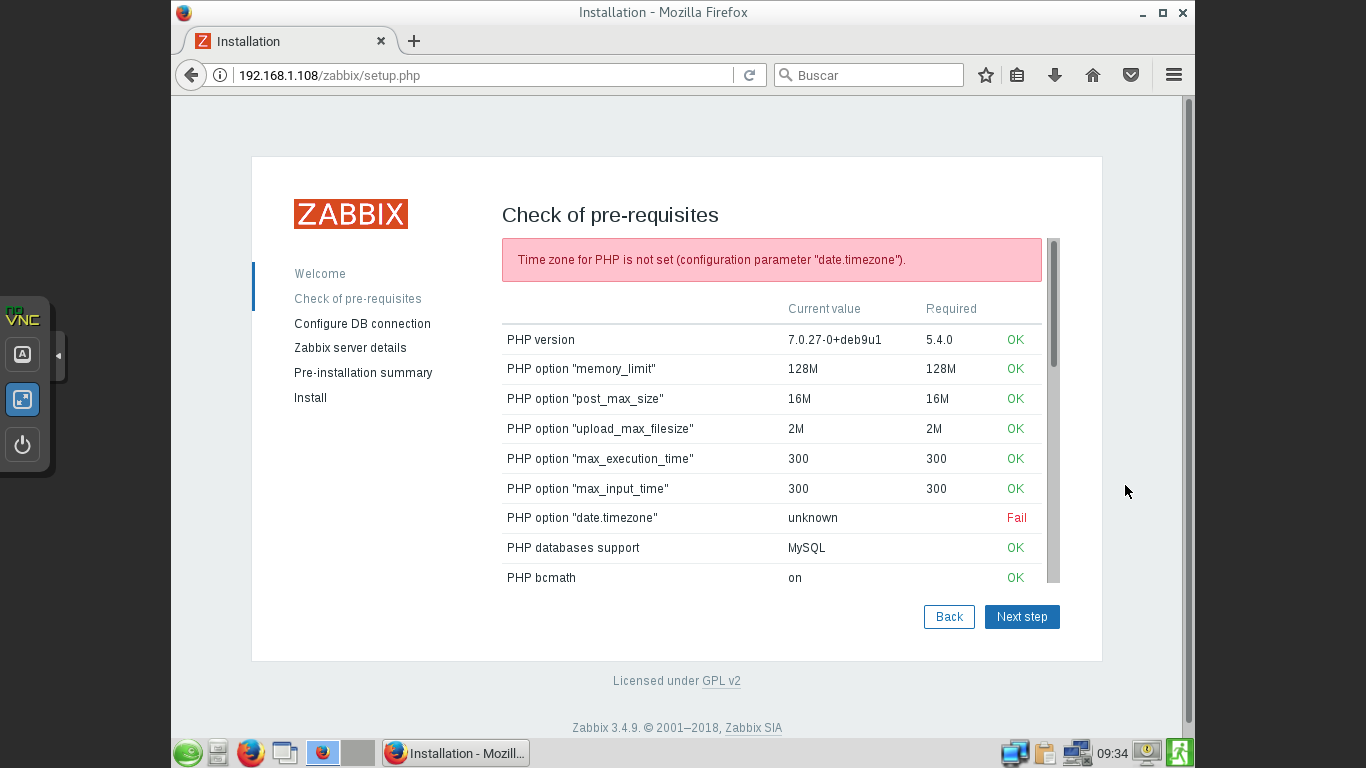 Installation - Mozilla Firefox
Installation
192.168.1.108/zabbix/setup.php
Buscar
ZABBIX
Welcome
Check of pre-requisites
Configure DB connection
Zabbix server details
Pre-installation summary
Install
Check of pre-requisites
Time zone for PHP is not set (configuration parameter "date.timezone").
Current value Required
PHP version 7.0.27-0+deb9u1 5.4.0 OK
PHP option "memory_limit" 128M 128M OK
PHP option "post_max_size" 16M 16M OK
PHP option "upload_max_filesize" 2M 2M OK
PHP option "max_execution_time" 300 300 OK
PHP option "max_input_time" 300 300 OK
PHP option "date.timezone" unknown Fail
PHP databases support MySQL OK
PHP bcmath on OK
Back Next step
Licensed under GPL v2
Zabbix 3.4.9. © 2001–2018, Zabbix SIA
no
VNC
A
Installation - Mozill...
09:34